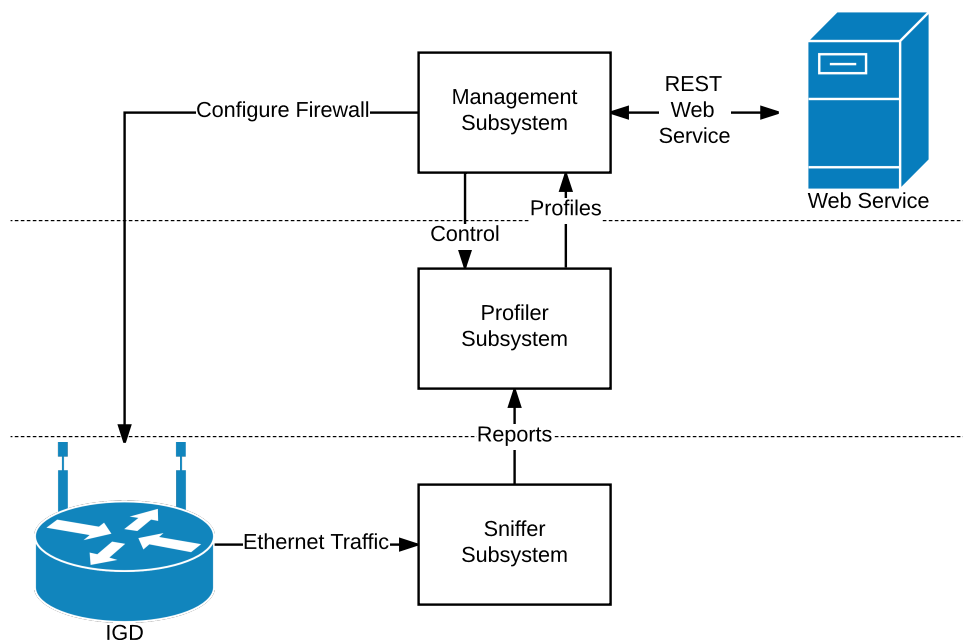 Management
Subsystem
REST
Web
Service
Configure Firewall
Web Service
Profiles
Control
Profiler
Subsystem
Reports
Sniffer
Subsystem
Ethernet Traffic
IGD